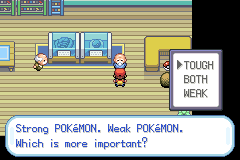 TOUGH
BOTH
WEAK
Strong POKéMON. Weak POKéMON.
Which is more important?